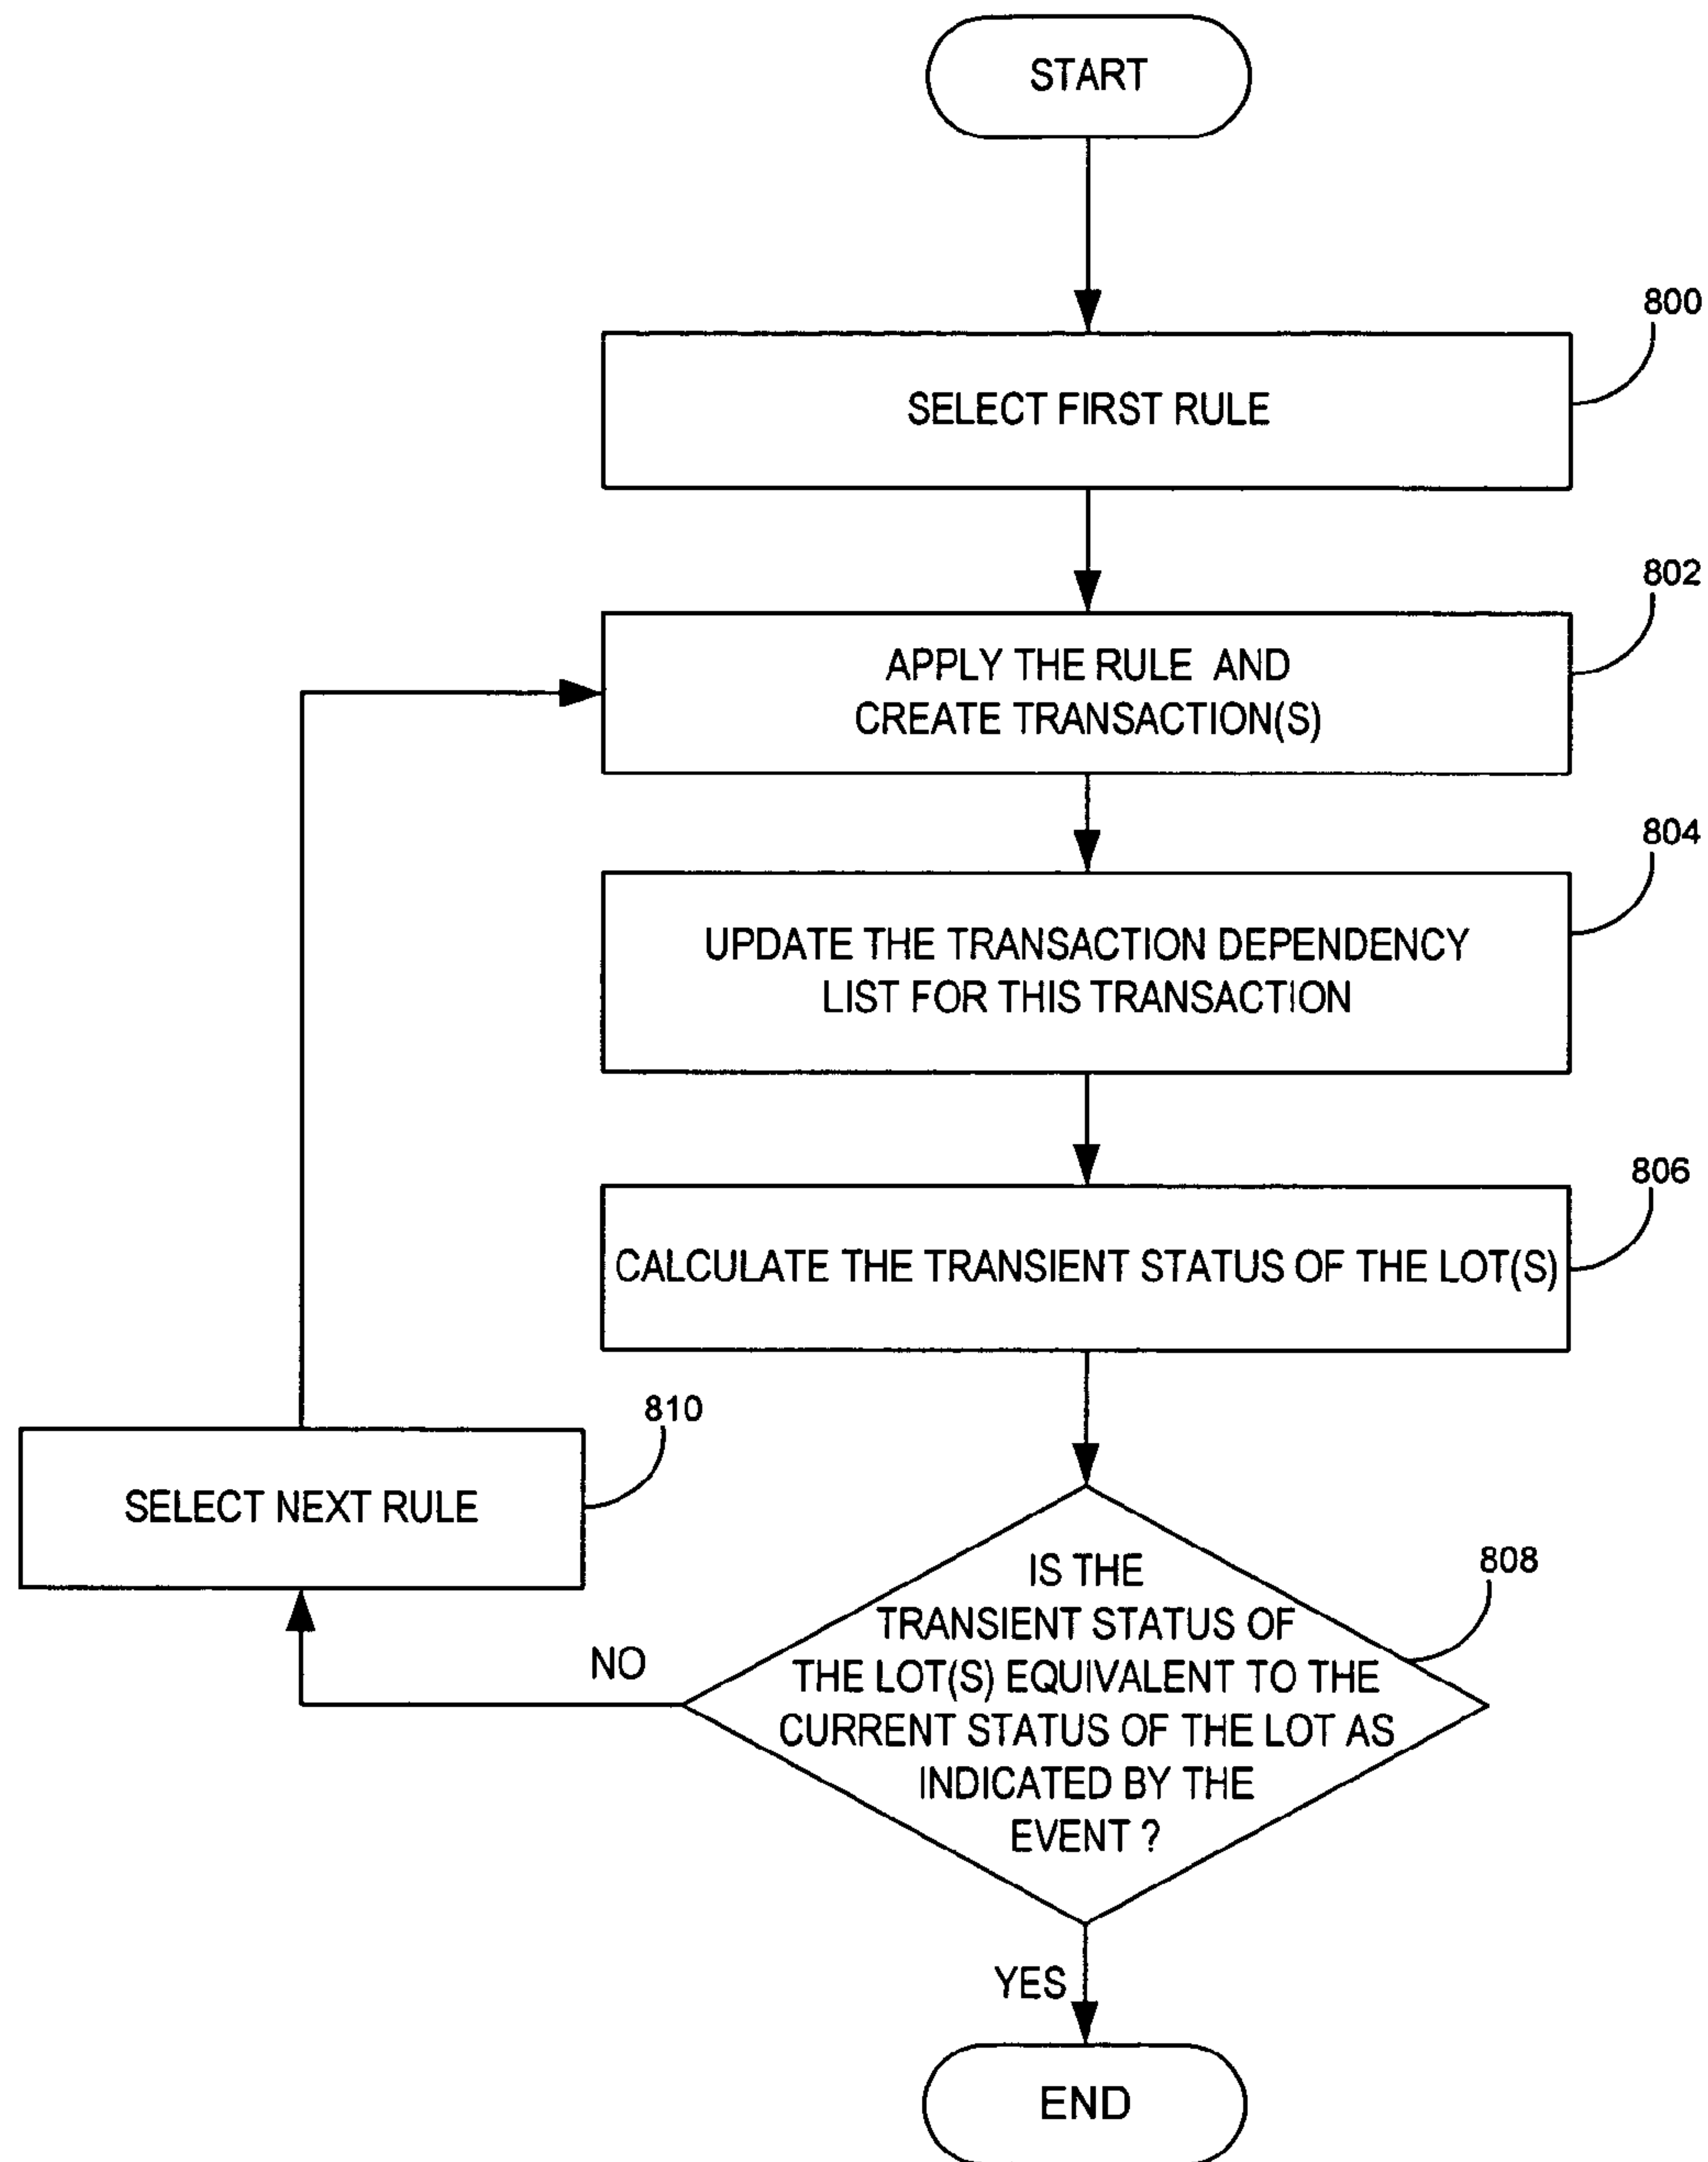 START
800
SELECT FIRST RULE
802
APPLY THE RULE AND
CREATE TRANSACTION(S)
804
UPDATE THE TRANSACTION DEPENDENCY
LIST FOR THIS TRANSACTION
806
CALCULATE THE TRANSIENT STATUS OF THE LOT(S)
810
SELECT NEXT RULE
808
IS THE
TRANSIENT STATUS OF
THE LOT(S) EQUIVALENT TO THE
CURRENT STATUS OF THE LOT AS
INDICATED BY THE
EVENT ?
NO
YES
END